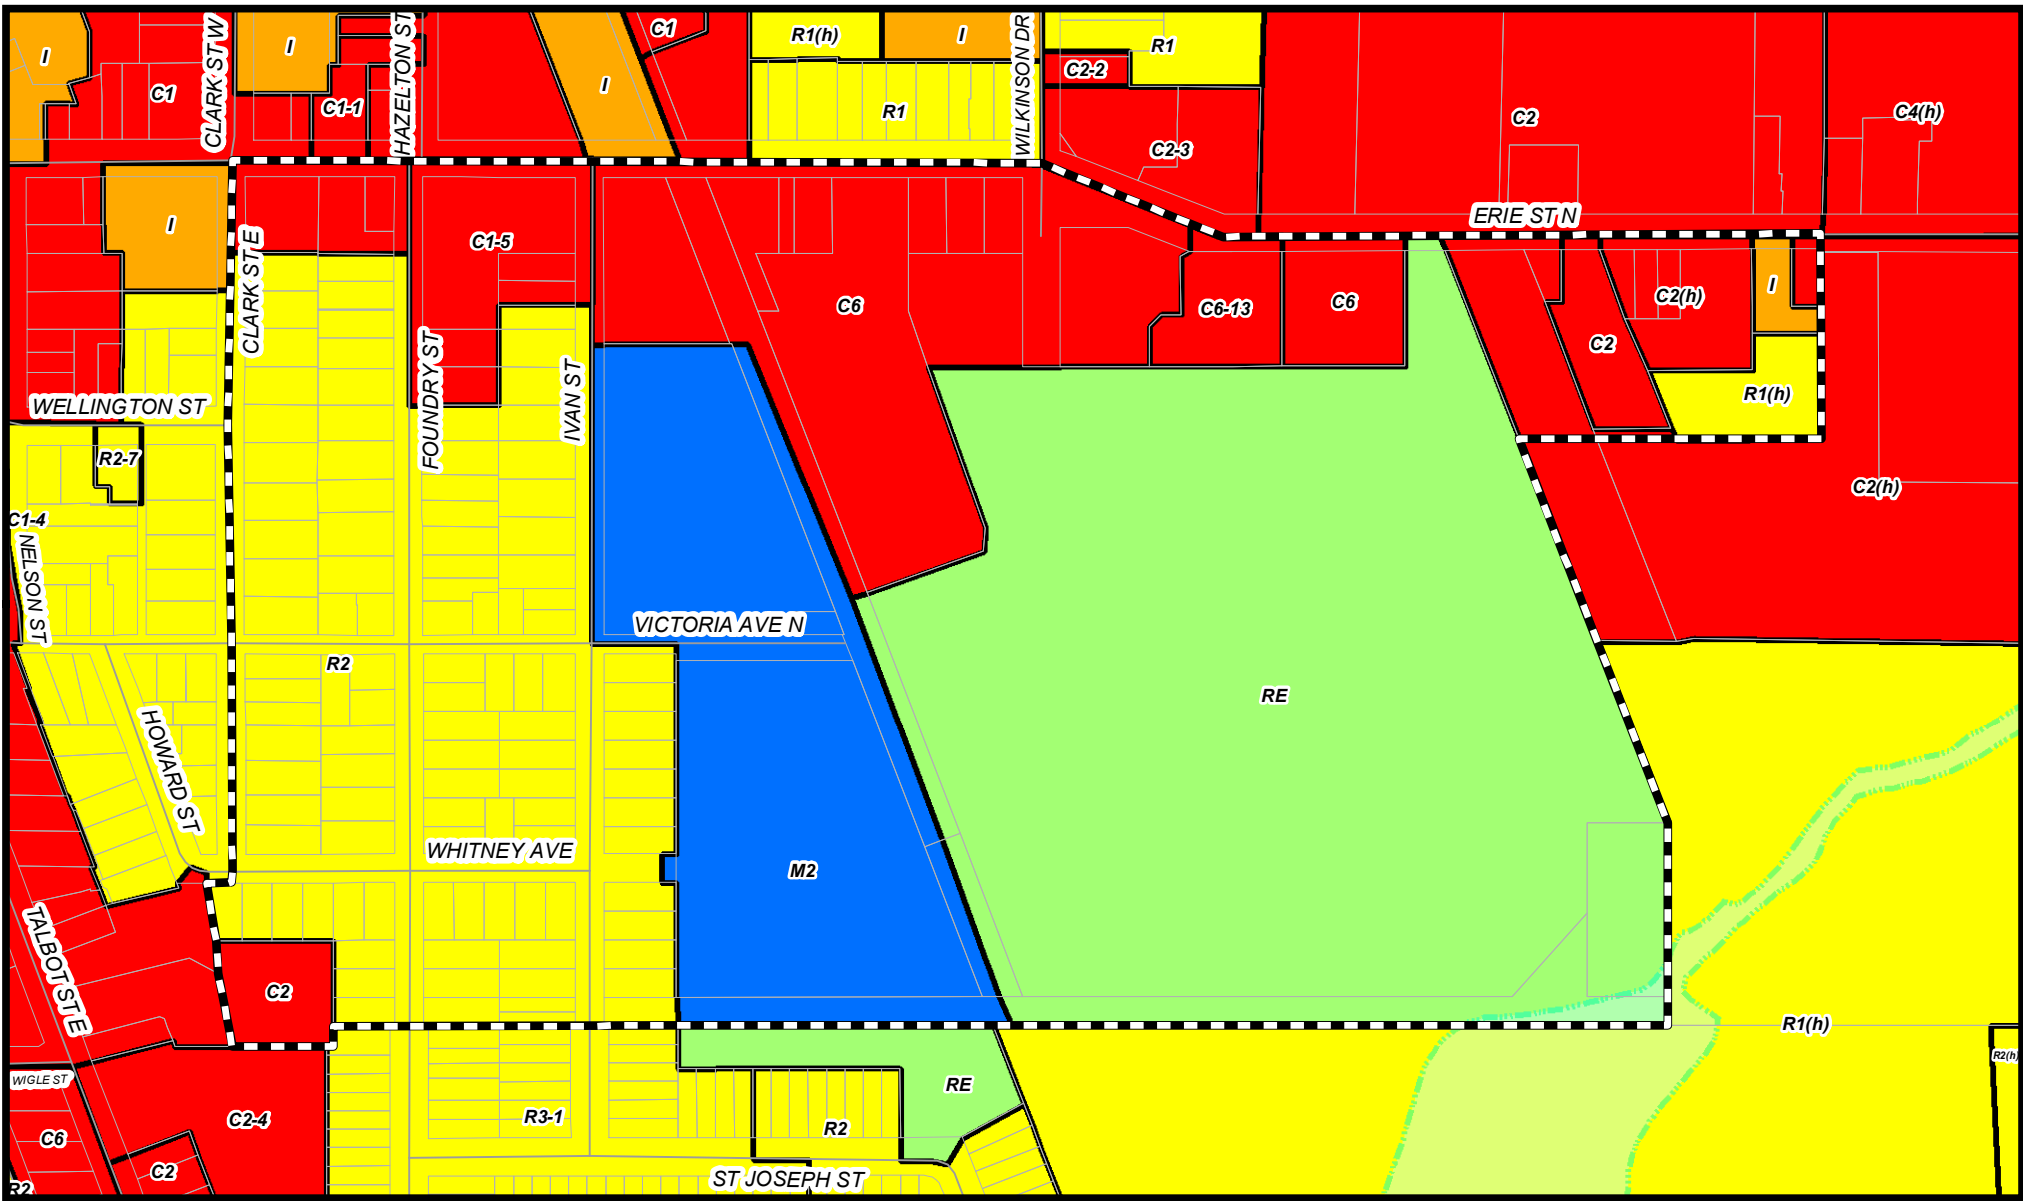 I
C1
CLARK ST W
I
C1-1
HAZELTON ST
I
C1
R1(h)
I
R1
WILKINSON DR
R1
C2-2
C2-3
C2
C4(h)
ERIE ST N
I
CLARK ST E
C1-5
C6
C6-13
C6
C2
C2(h)
I
R1(h)
WELLINGTON ST
FOUNDRY ST
IVAN ST
R2-7
C1-4
NELSON ST
C2(h)
VICTORIA AVE N
R2
RE
HOWARD ST
WHITNEY AVE
M2
TALBOT ST E
C2
R1(h)
R2(h)
WIGLE ST
C6
C2-4
C2
R2
R3-1
R2
RE
ST JOSEPH ST